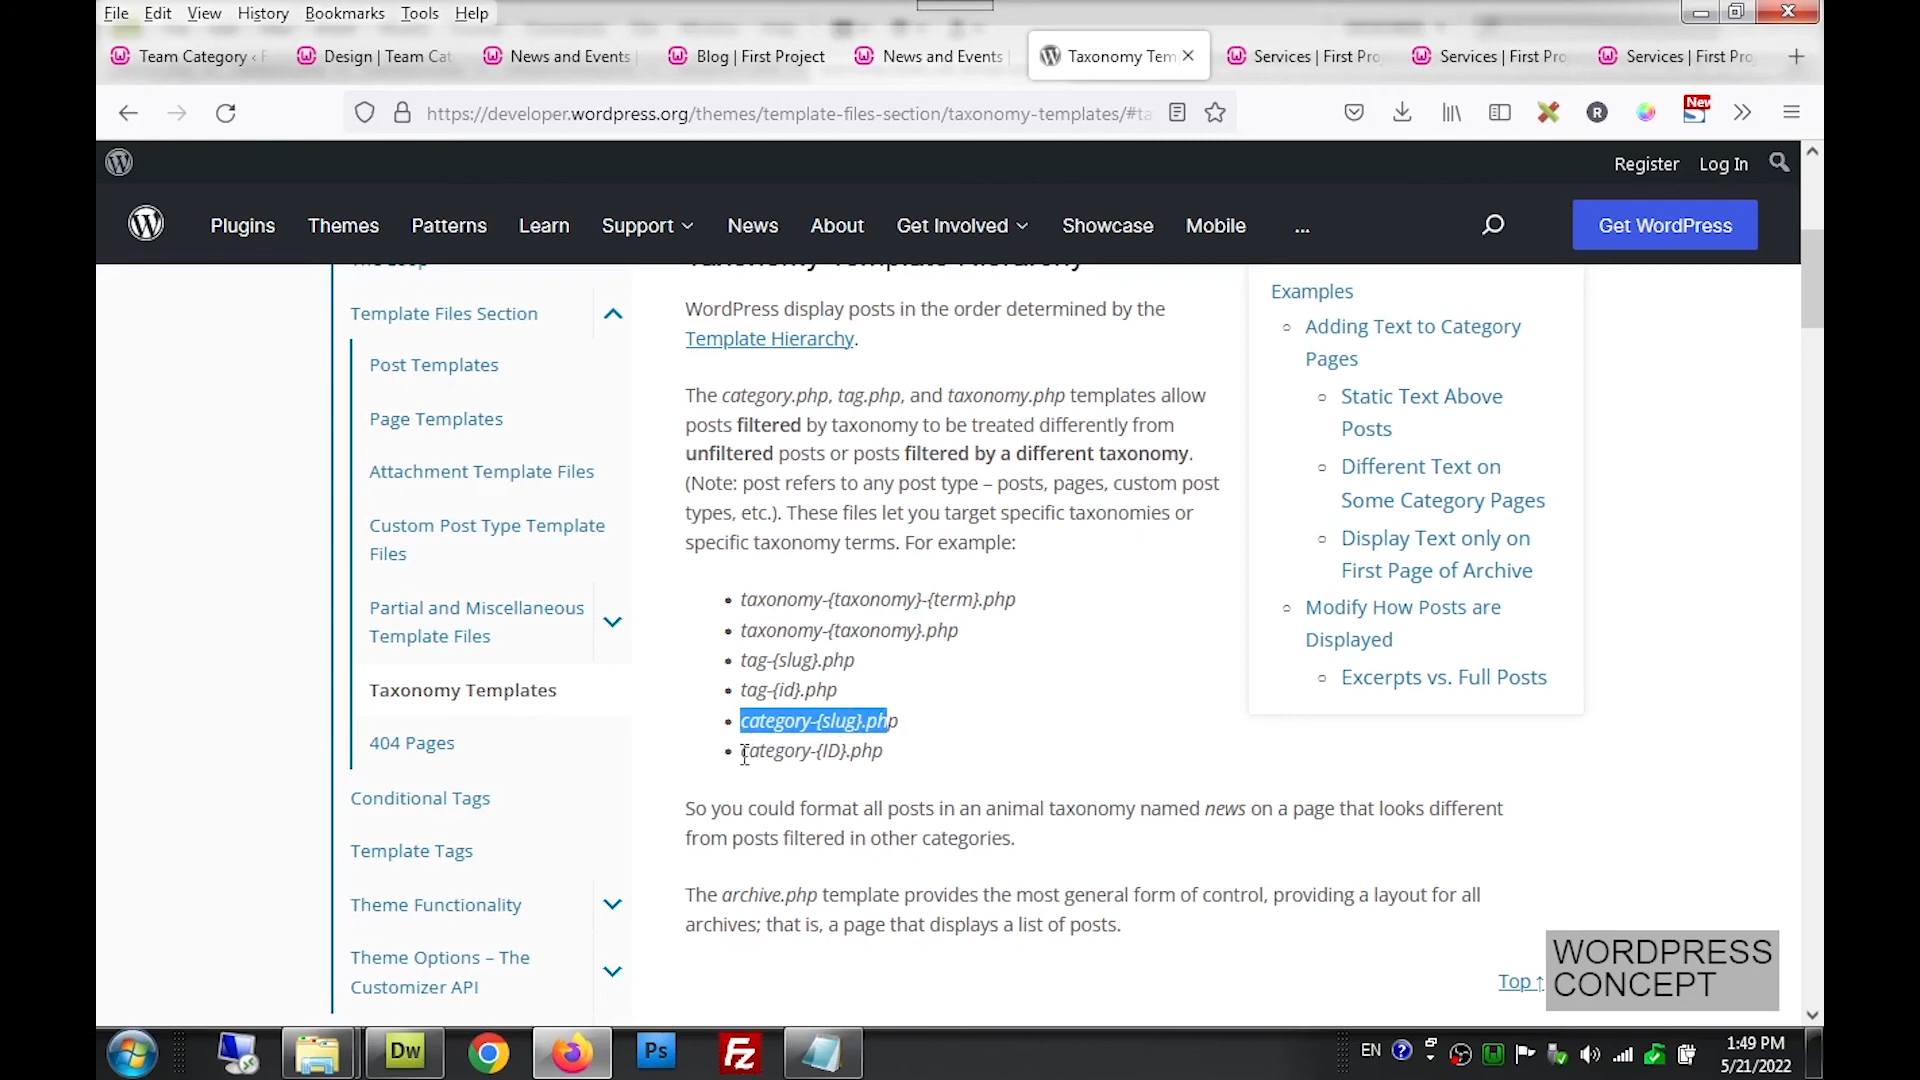 File Edit View History Bookmarks Tools Help
Team Category ‹ F
Design | Team Cat
News and Events
Blog | First Project
News and Events
Taxonomy Tem
Services | First Pro
Services | First Pro
Services | First Pro
https://developer.wordpress.org/themes/template-files-section/taxonomy-templates/#ta
New
Register Log In
Plugins Themes Patterns Learn Support News About Get Involved Showcase Mobile ... Get WordPress
Taxonomy Template Hierarchy
Template Files Section
Post Templates
Page Templates
Attachment Template Files
Custom Post Type Template
Files
Partial and Miscellaneous
Template Files
Taxonomy Templates
404 Pages
Conditional Tags
Template Tags
Theme Functionality
Theme Options – The
Customizer API
WordPress display posts in the order determined by the
Template Hierarchy.
The category.php, tag.php, and taxonomy.php templates allow
posts filtered by taxonomy to be treated differently from
unfiltered posts or posts filtered by a different taxonomy.
(Note: post refers to any post type – posts, pages, custom post
types, etc.). These files let you target specific taxonomies or
specific taxonomy terms. For example:
taxonomy-{taxonomy}-{term}.php
taxonomy-{taxonomy}.php
tag-{slug}.php
tag-{id}.php
category-{slug}.php
category-{ID}.php
So you could format all posts in an animal taxonomy named news on a page that looks different
from posts filtered in other categories.
The archive.php template provides the most general form of control, providing a layout for all
archives; that is, a page that displays a list of posts.
Top ↑
Examples
Adding Text to Category
Pages
Static Text Above
Posts
Different Text on
Some Category Pages
Display Text only on
First Page of Archive
Modify How Posts are
Displayed
Excerpts vs. Full Posts
WORDPRESS
CONCEPT
Dw
Ps
Fz
EN
1:49 PM
5/21/2022